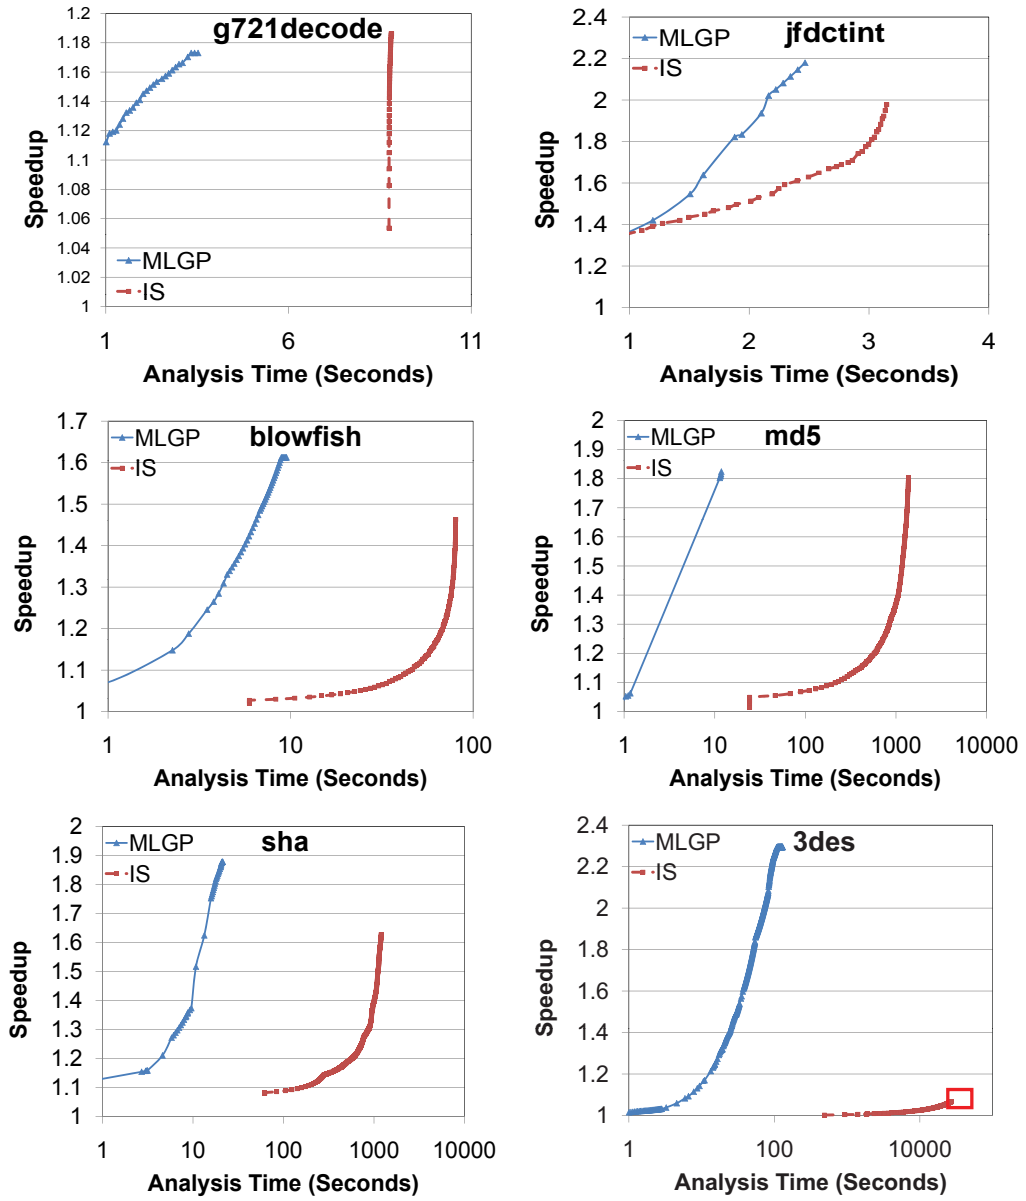 g721decode
1.2
1.18
1.16
1.14
1.12
1.1
1.08
1.06
1.04
1.02
1
Speedup
MLGP
IS
1 6 11
Analysis Time (Seconds)
jfdctint
2.4
2.2
2
1.8
1.6
1.4
1.2
1
Speedup
MLGP
IS
1 2 3 4
Analysis Time (Seconds)
blowfish
1.7
1.6
1.5
1.4
1.3
1.2
1.1
1
Speedup
MLGP
IS
1 10 100
Analysis Time (Seconds)
md5
2
1.9
1.8
1.7
1.6
1.5
1.4
1.3
1.2
1.1
1
Speedup
MLGP
IS
1 10 100 1000 10000
Analysis Time (Seconds)
sha
2
1.9
1.8
1.7
1.6
1.5
1.4
1.3
1.2
1.1
1
Speedup
MLGP
IS
1 10 100 1000 10000
Analysis Time (Seconds)
3des
2.4
2.2
2
1.8
1.6
1.4
1.2
1
Speedup
MLGP
IS
1 100 10000
Analysis Time (Seconds)